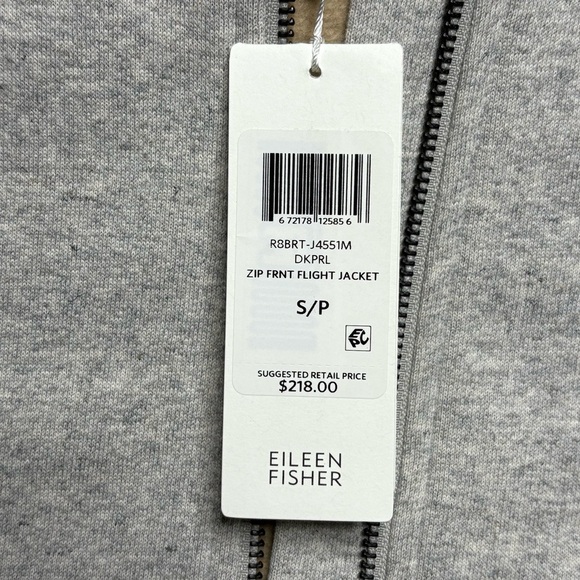 6 72178 12585 6
R8BRT-J4551M
DKPRL
ZIP FRNT FLIGHT JACKET
S/P
SUGGESTED RETAIL PRICE
$218.00
EILEEN
FISHER